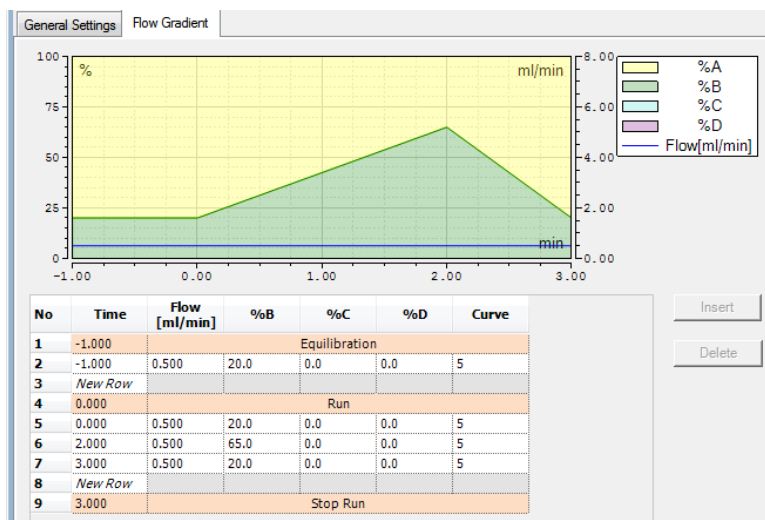 General Settings Flow Gradient
100 % ml/min 8.00 %A
%B
75 6.00 %C
%D
50 4.00 Flow[ml/min]
25 2.00
0 min 0.00
-1.00 0.00 1.00 2.00 3.00
No Time Flow [ml/min] %B %C %D Curve Insert
1 -1.000 Equilibration
2 -1.000 0.500 20.0 0.0 0.0 5 Delete
3 New Row
4 0.000 Run
5 0.000 0.500 20.0 0.0 0.0 5
6 2.000 0.500 65.0 0.0 0.0 5
7 3.000 0.500 20.0 0.0 0.0 5
8 New Row
9 3.000 Stop Run